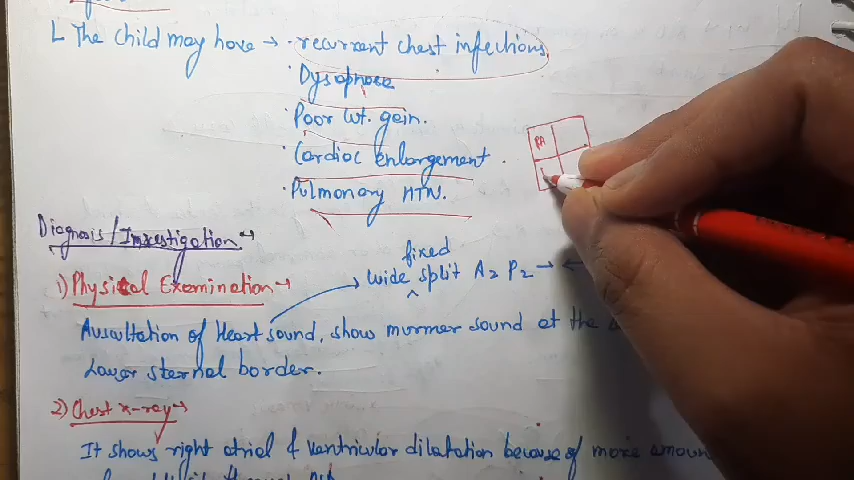 L The child may have → • recurrent chest infections
• Dyspnoea
• Poor wt. gain.
• Cardiac enlargement
RA
• Pulmonary HTN.
Diagnosis/Investigation →
fixed
1) Physical Examination →
wide split A2 P2 → ←
^
Auscultation of Heart sound, show murmer sound at the
Lower sternal border.
2) Chest x-ray →
It shows right atrial & ventricular dilatation because of more amoun